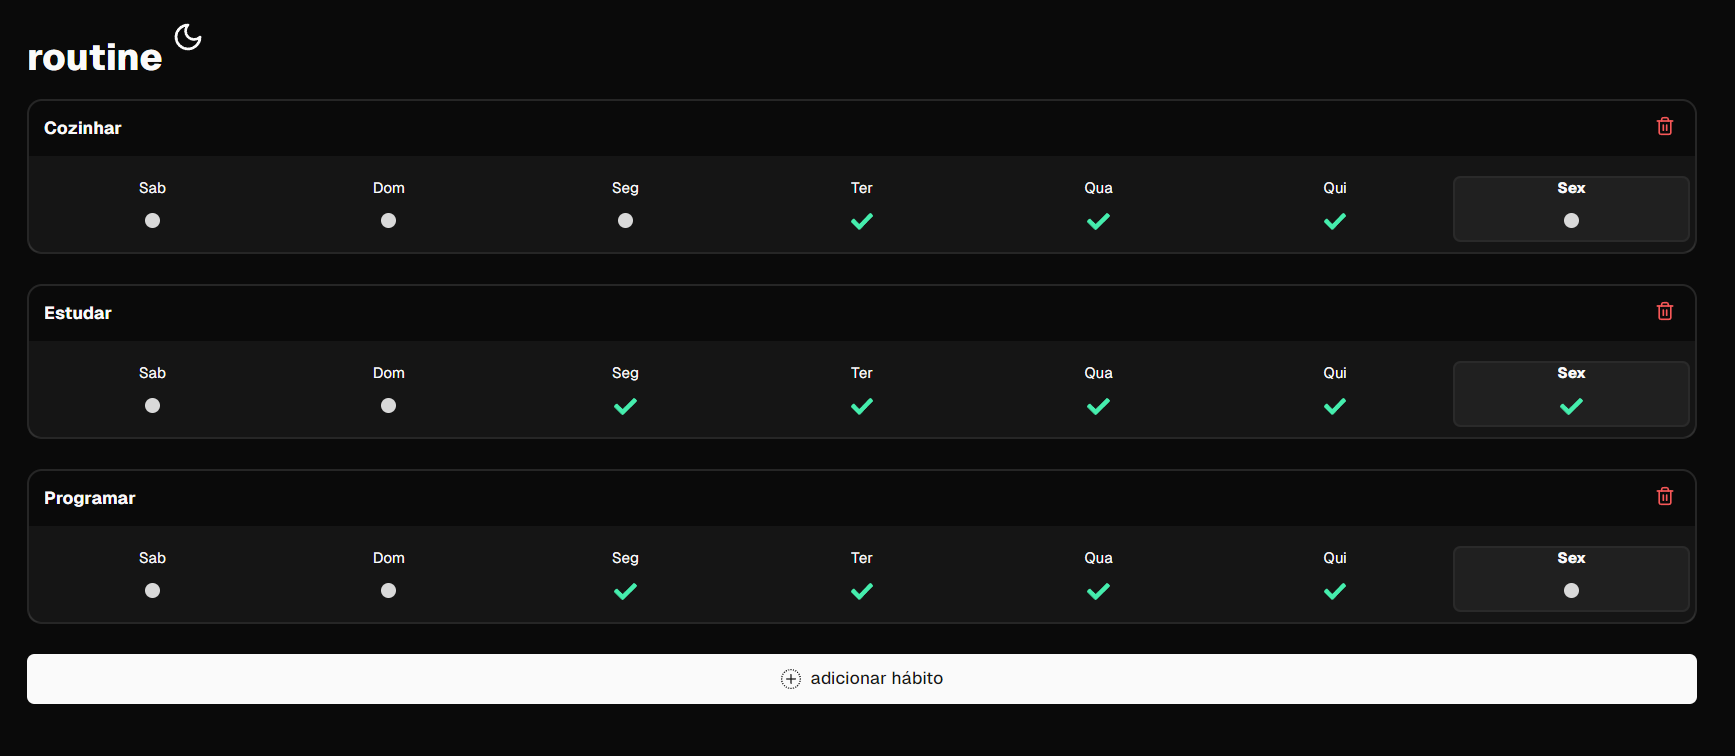 routine
Cozinhar
Sab Dom Seg Ter Qua Qui Sex
Estudar
Sab Dom Seg Ter Qua Qui Sex
Programar
Sab Dom Seg Ter Qua Qui Sex
adicionar hábito